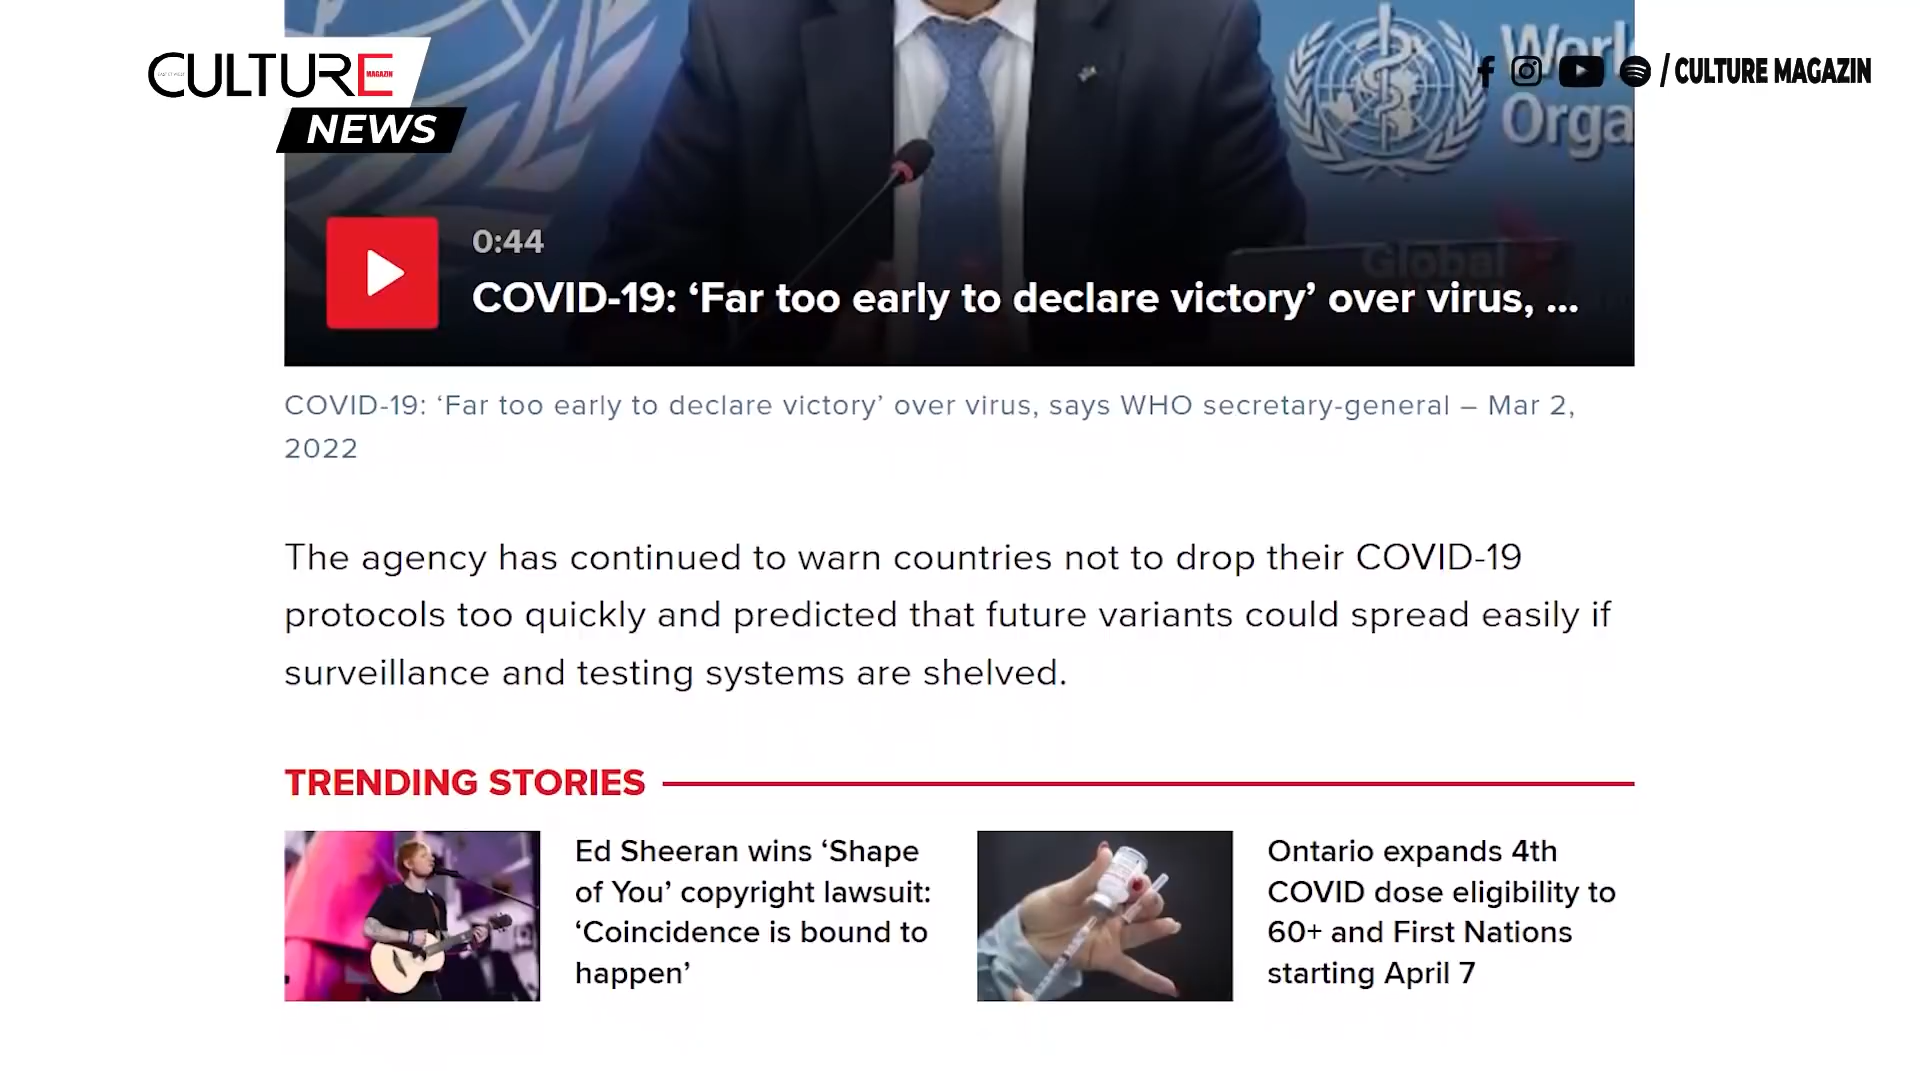 CULTURE
MAGAZIN
NEWS
World
Orga
/ CULTURE MAGAZIN
0:44
Global
COVID-19: ‘Far too early to declare victory’ over virus, ...
COVID-19: ‘Far too early to declare victory’ over virus, says WHO secretary-general – Mar 2,
2022
The agency has continued to warn countries not to drop their COVID-19
protocols too quickly and predicted that future variants could spread easily if
surveillance and testing systems are shelved.
TRENDING STORIES
Ed Sheeran wins ‘Shape
of You’ copyright lawsuit:
‘Coincidence is bound to
happen’
Ontario expands 4th
COVID dose eligibility to
60+ and First Nations
starting April 7